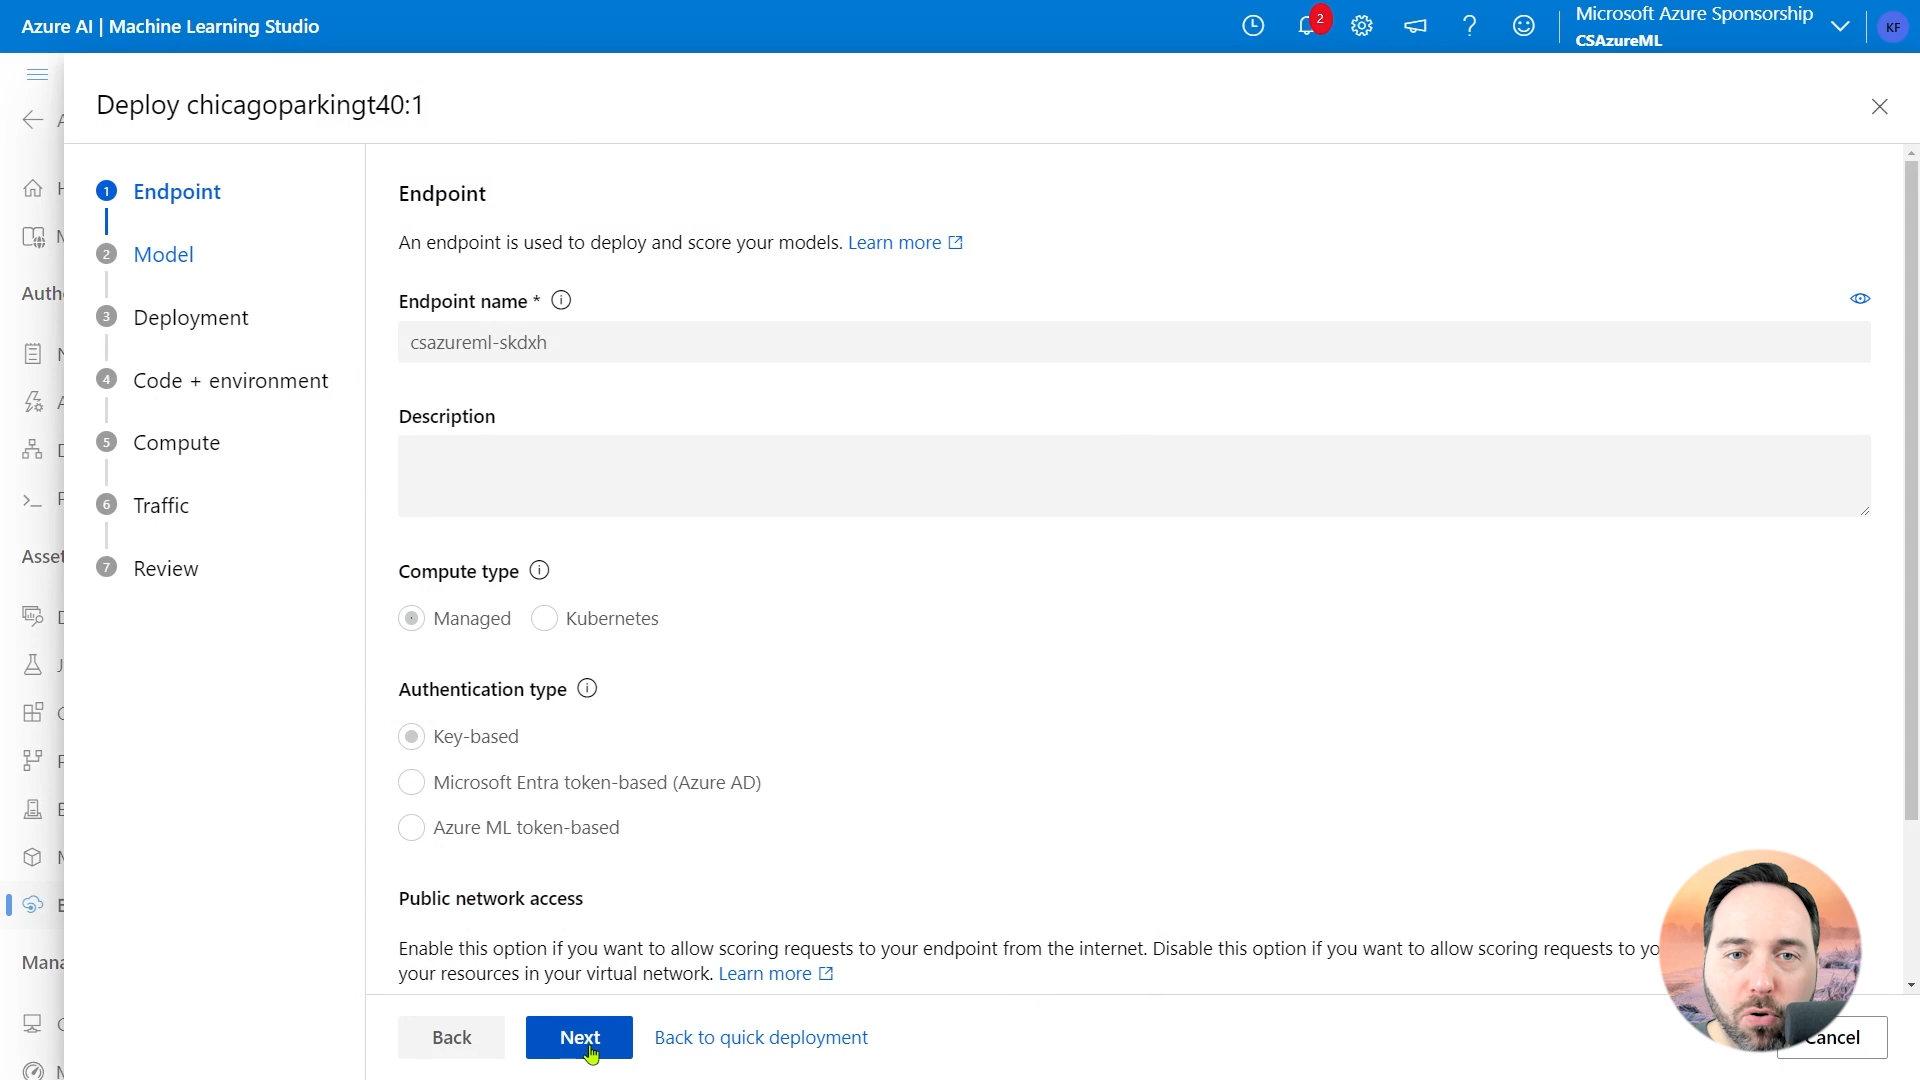 Azure AI | Machine Learning Studio
2
Microsoft Azure Sponsorship
CSAzureML
KF
Deploy chicagoparkingt40:1
1 Endpoint
2 Model
3 Deployment
4 Code + environment
5 Compute
6 Traffic
7 Review
Auth
Asset
Mana
Endpoint
An endpoint is used to deploy and score your models. Learn more
Endpoint name *
csazureml-skdxh
Description
Compute type
Managed
Kubernetes
Authentication type
Key-based
Microsoft Entra token-based (Azure AD)
Azure ML token-based
Public network access
Enable this option if you want to allow scoring requests to your endpoint from the internet. Disable this option if you want to allow scoring requests to yo
your resources in your virtual network. Learn more
Back
Next
Back to quick deployment
Cancel